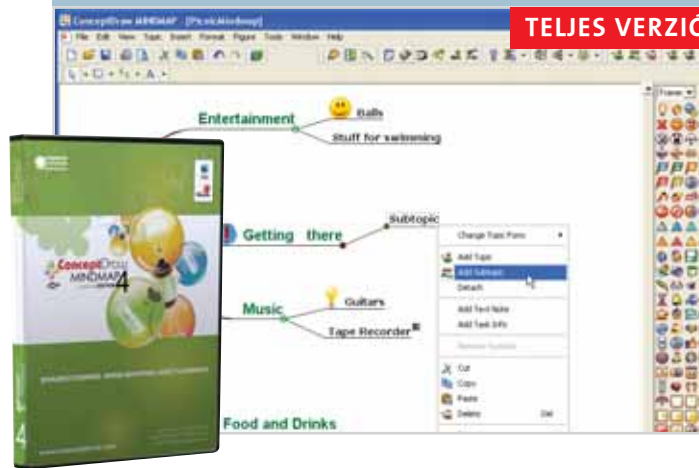 ConceptDraw MINDMAP - [PicnicMindmap]
TELJES VERZIÓ
File Edit View Topic Insert Format Figure Tools Window Help
Entertainment
Balls
Stuff for swimming
Getting there
Subtopic
Music
Guitars
Tape Recorder
Food and Drinks
Change Topic Form
Add Topic
Add Subtopic
Detach
Add Text Note
Add Task Info
Cut
Copy
Paste
Delete Del
ConceptDraw
MINDMAP 4
4